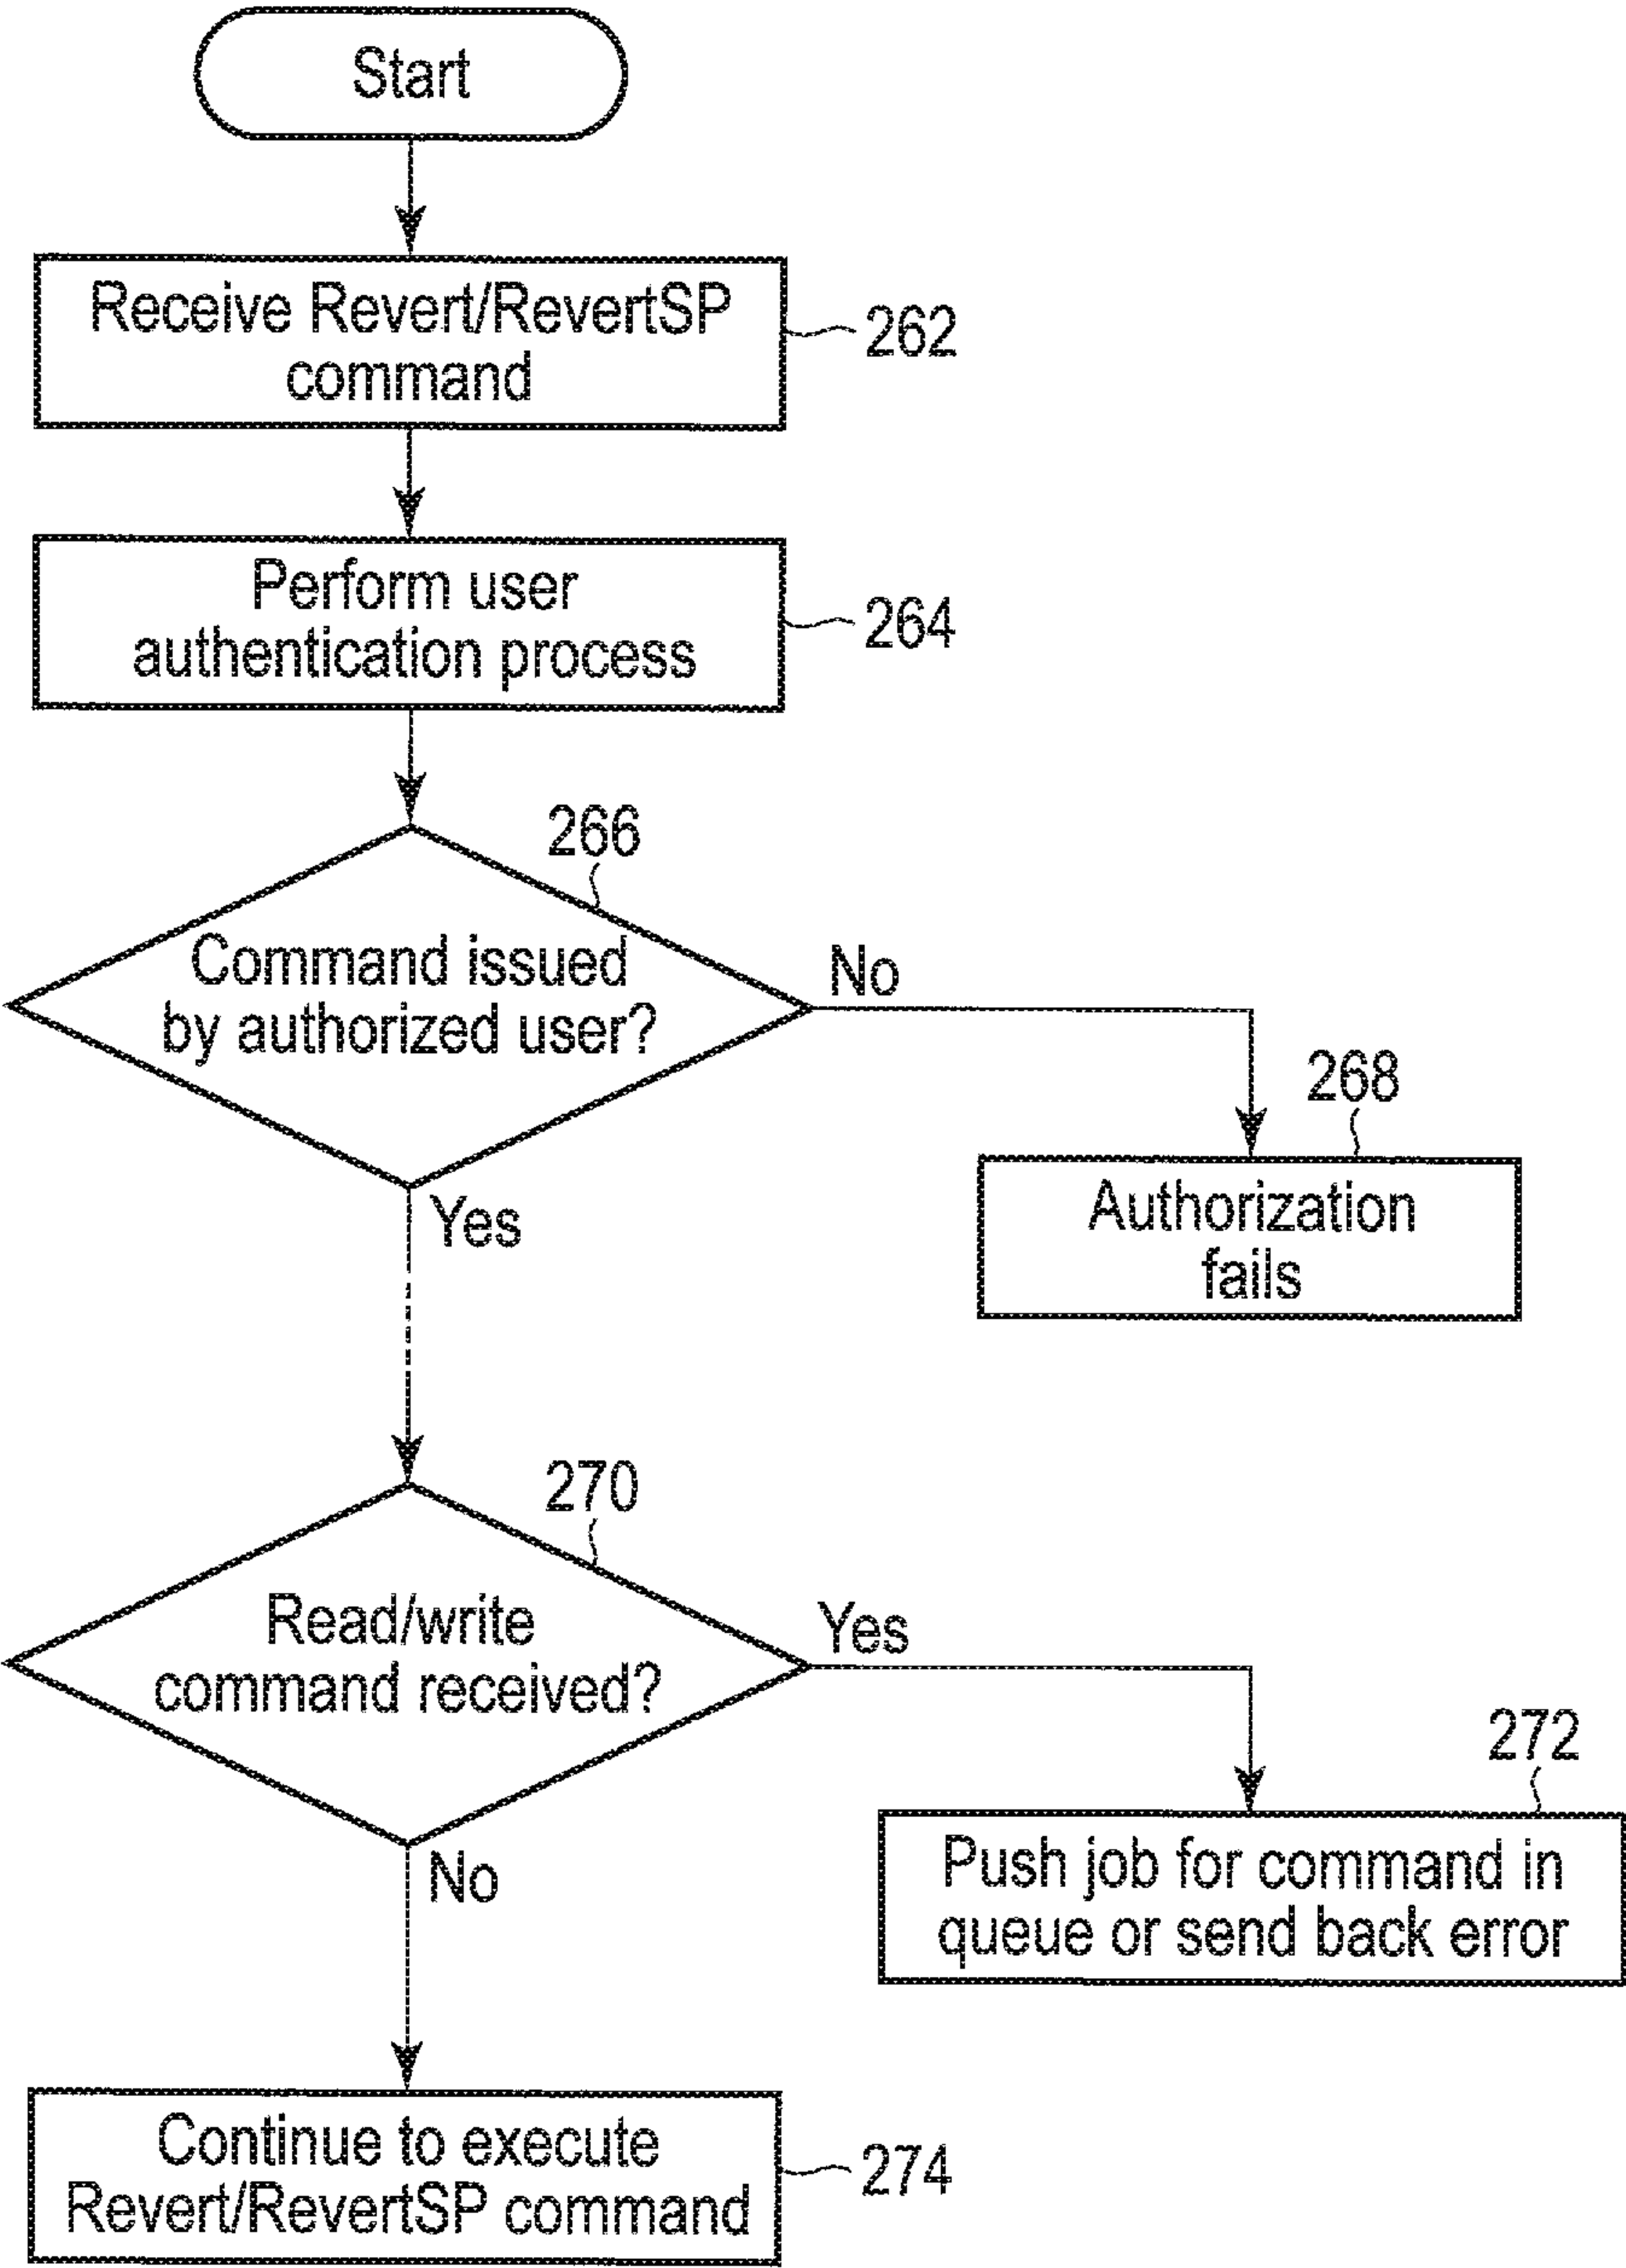 Start
Receive Revert/RevertSP
command
262
Perform user
authentication process
264
266
Command issued
by authorized user?
No
268
Authorization
fails
Yes
270
Read/write
command received?
Yes
272
Push job for command in
queue or send back error
No
Continue to execute
Revert/RevertSP command
274